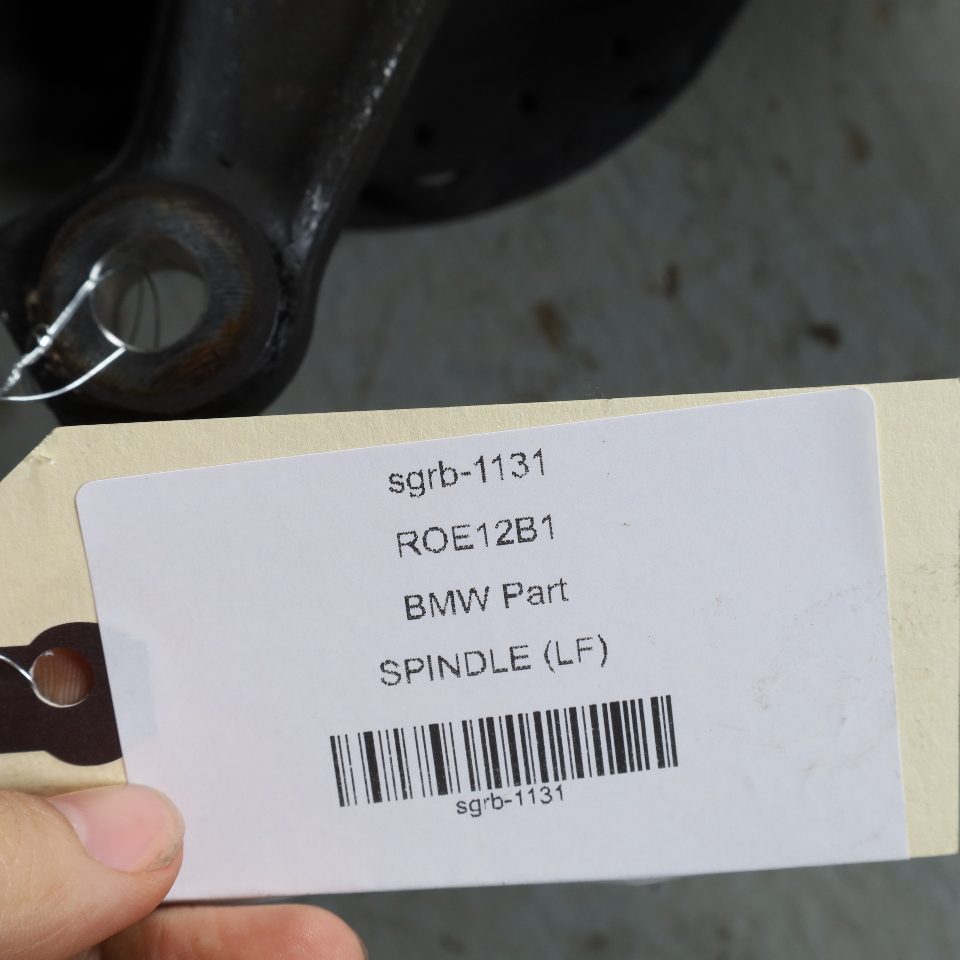 sgrb-1131
ROE12B1
BMW Part
SPINDLE (LF)
sgrb-1131